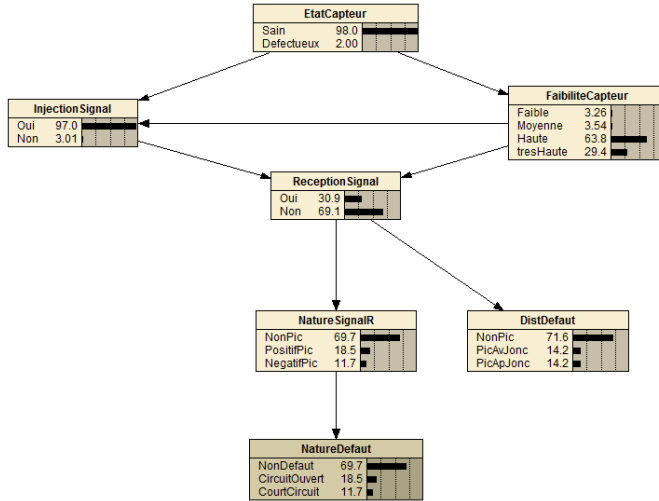 EtatCapteur
Sain 98.0
Defectueux 2.00
InjectionSignal
Oui 97.0
Non 3.01
FaibiliteCapteur
Faible 3.26
Moyenne 3.54
Haute 63.8
tresHaute 29.4
ReceptionSignal
Oui 30.9
Non 69.1
NatureSignalR
NonPic 69.7
PositifPic 18.5
NegatifPic 11.7
DistDefaut
NonPic 71.6
PicAvJonc 14.2
PicApJonc 14.2
NatureDefaut
NonDefaut 69.7
CircuitOuvert 18.5
CourtCircuit 11.7